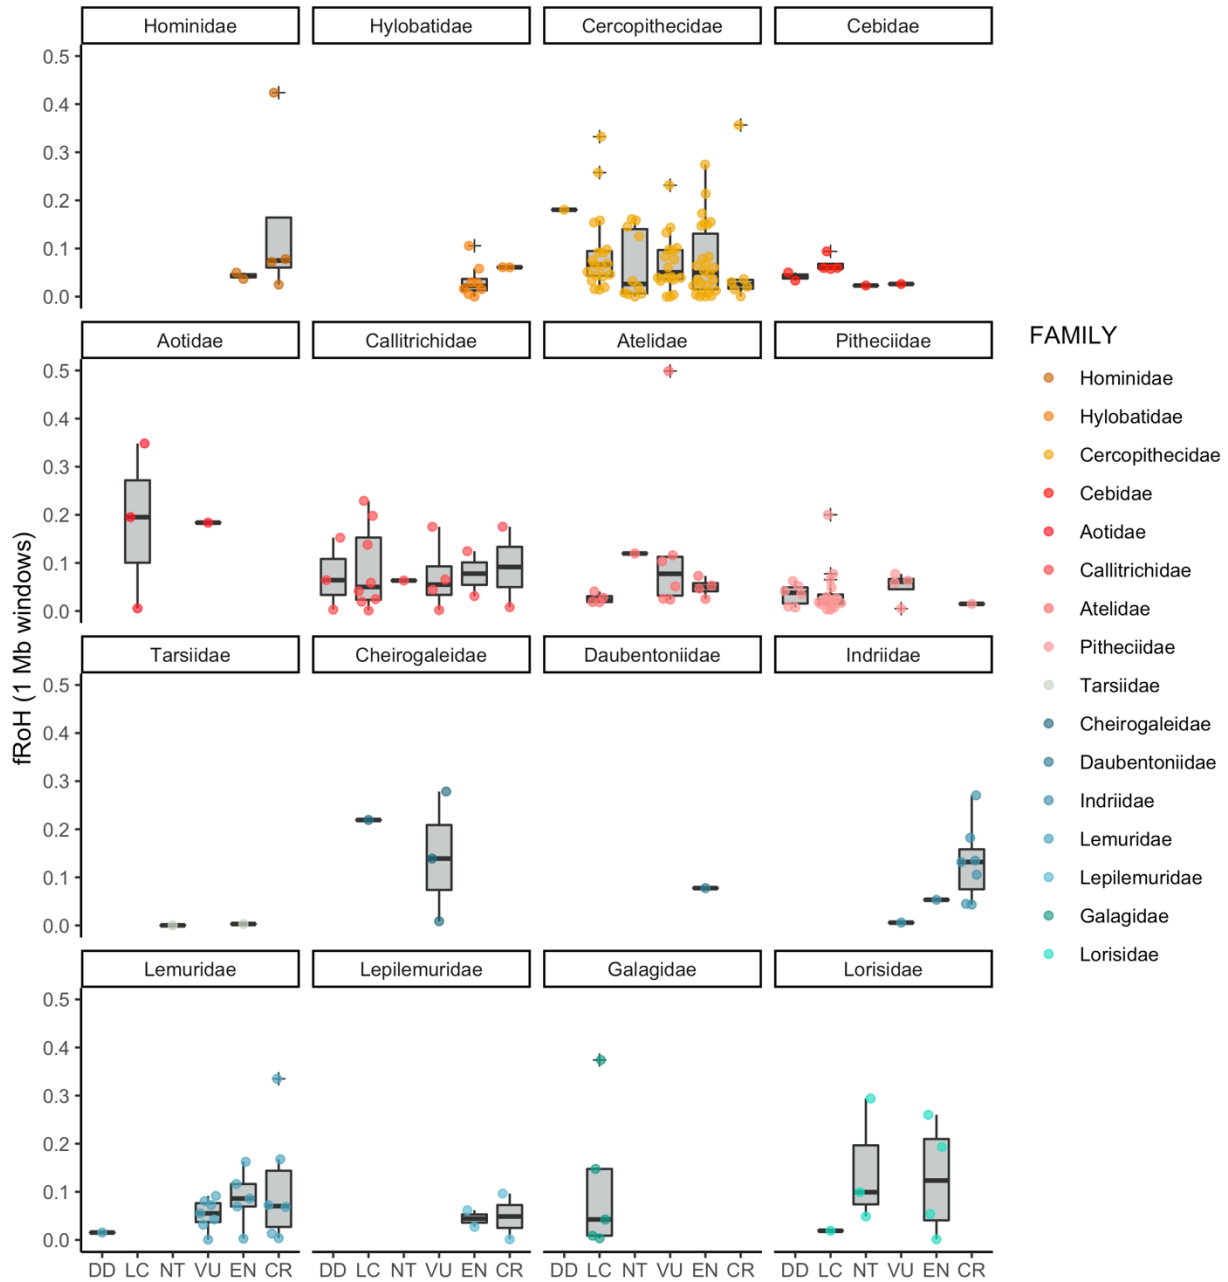 Hominidae Hylobatidae Cercopithecidae Cebidae
0.5
0.4
0.3
0.2
0.1
0.0
Aotidae Callitrichidae Atelidae Pitheciidae
0.5
0.4
0.3
0.2
0.1
0.0
Tarsiidae Cheirogaleidae Daubentoniidae Indriidae
0.5
0.4
0.3
0.2
0.1
0.0
Lemuridae Lepilemuridae Galagidae Lorisidae
0.5
0.4
0.3
0.2
0.1
0.0
DD LC NT VU EN CR DD LC NT VU EN CR DD LC NT VU EN CR DD LC NT VU EN CR
fRoH (1 Mb windows)
FAMILY
Hominidae
Hylobatidae
Cercopithecidae
Cebidae
Aotidae
Callitrichidae
Atelidae
Pitheciidae
Tarsiidae
Cheirogaleidae
Daubentoniidae
Indriidae
Lemuridae
Lepilemuridae
Galagidae
Lorisidae